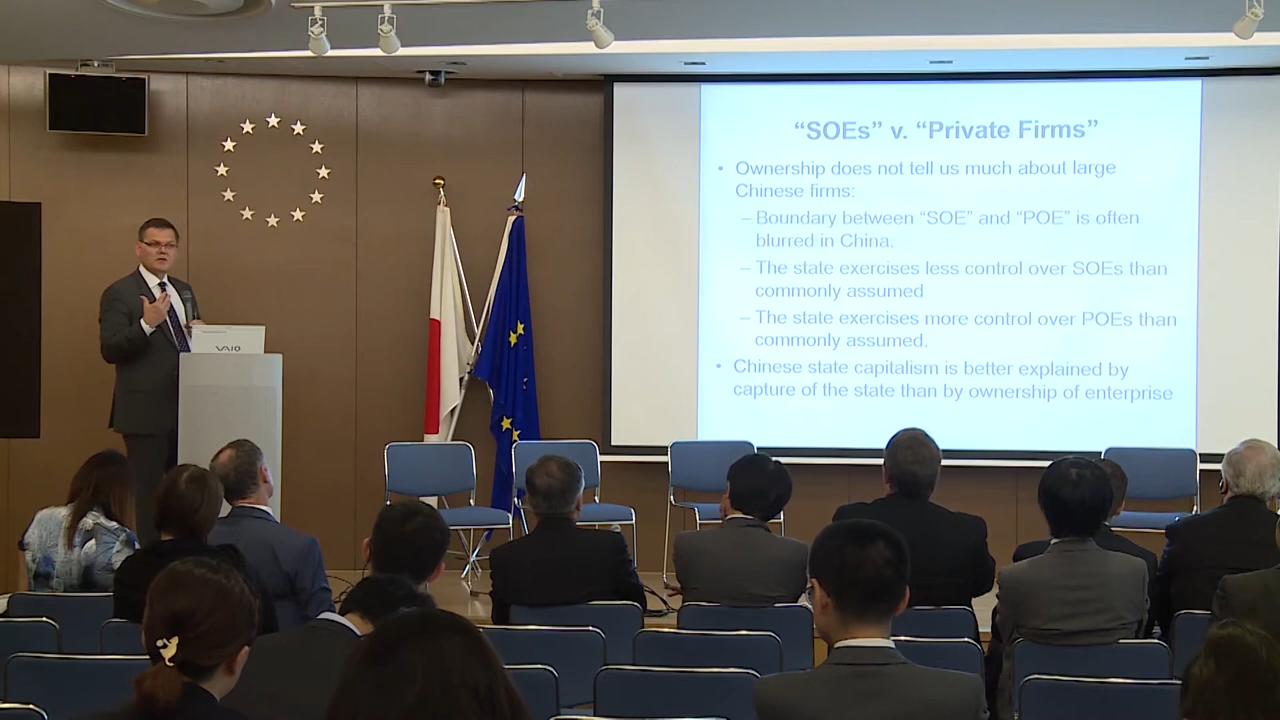 “SOEs” v. “Private Firms”
• Ownership does not tell us much about large
Chinese firms:
– Boundary between “SOE” and “POE” is often
blurred in China.
– The state exercises less control over SOEs than
commonly assumed
– The state exercises more control over POEs than
commonly assumed.
• Chinese state capitalism is better explained by
capture of the state than by ownership of enterprise
VAIO